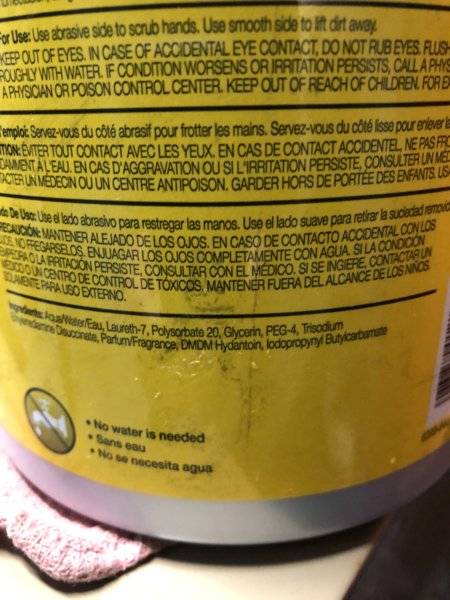 For Use: Use abrasive side to scrub hands. Use smooth side to lift dirt away.
KEEP OUT OF EYES. IN CASE OF ACCIDENTAL EYE CONTACT, DO NOT RUB EYES. FLUSH
WITH WATER. IF CONDITION WORSENS OR IRRITATION PERSISTS, CALL A
A PHYSICIAN OR POISON CONTROL CENTER. KEEP OUT OF REACH OF CHILDREN. FOR
Servez-vous du côté abrasif pour frotter les mains. Servez-vous du côté lisse pour enlever
ÉVITER TOUT CONTACT AVEC LES YEUX. EN CAS DE CONTACT ACCIDENTEL, NE PAS
À L'EAU. EN CAS D'AGGRAVATION OU SI L'IRRITATION PERSISTE, CONSULTER UN
UN MÉDECIN OU UN CENTRE ANTIPOISON. GARDER HORS DE PORTÉE DES ENFANTS.
De Uso: Use el lado abrasivo para restregar las manos. Use el lado suave para retirar la suciedad
MANTENER ALEJADO DE LOS OJOS. EN CASO DE CONTACTO ACCIDENTAL CON LOS
NO FREGARSELOS. ENJUAGAR LOS OJOS COMPLETAMENTE CON AGUA. SI LA CONDICIÓN
O LA IRRITACIÓN PERSISTE, CONSULTAR CON EL MÉDICO. SI SE INGIERE, CONTACTAR UN
O UN CENTRO DE CONTROL DE TÓXICOS. MANTENER FUERA DEL ALCANCE DE LOS NIÑOS.
PARA USO EXTERNO.
Ingredients: Aqua/Water/Eau, Laureth-7, Polysorbate 20, Glycerin, PEG-4, Trisodium
Ethylenediamine Disuccinate, Parfum/Fragrance, DMDM Hydantoin, Iodopropynyl Butylcarbamate
• No water is needed
• Sans eau
• No se necesita agua